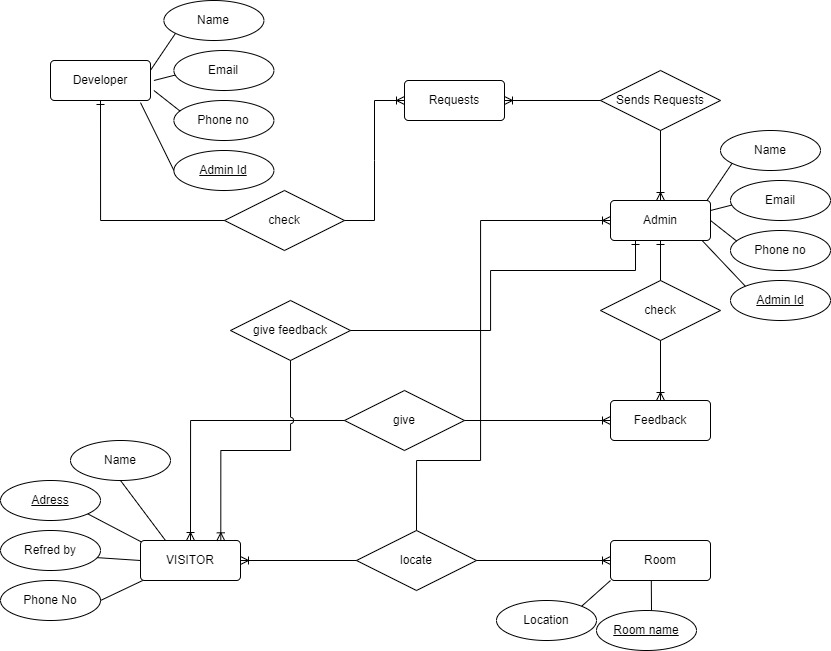 Name
Developer
Email
Phone no
Admin Id
Requests
Sends Requests
check
Name
Email
Admin
Phone no
Admin Id
check
give feedback
give
Feedback
Name
Adress
Refred by
VISITOR
Phone No
locate
Room
Location
Room name